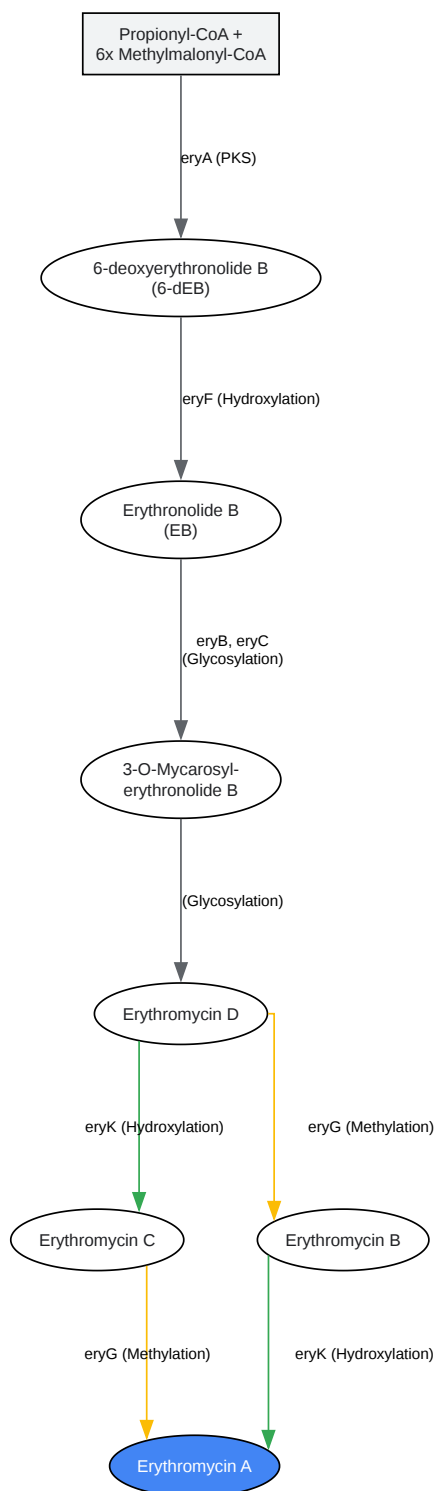 Propionyl-CoA +
6x Methylmalonyl-CoA
eryA (PKS)
6-deoxyerythronolide B
(6-dEB)
eryF (Hydroxylation)
Erythronolide B
(EB)
eryB, eryC
(Glycosylation)
3-O-Mycarosyl-
erythronolide B
(Glycosylation)
Erythromycin D
eryK (Hydroxylation)
eryG (Methylation)
Erythromycin C
Erythromycin B
eryG (Methylation)
eryK (Hydroxylation)
Erythromycin A